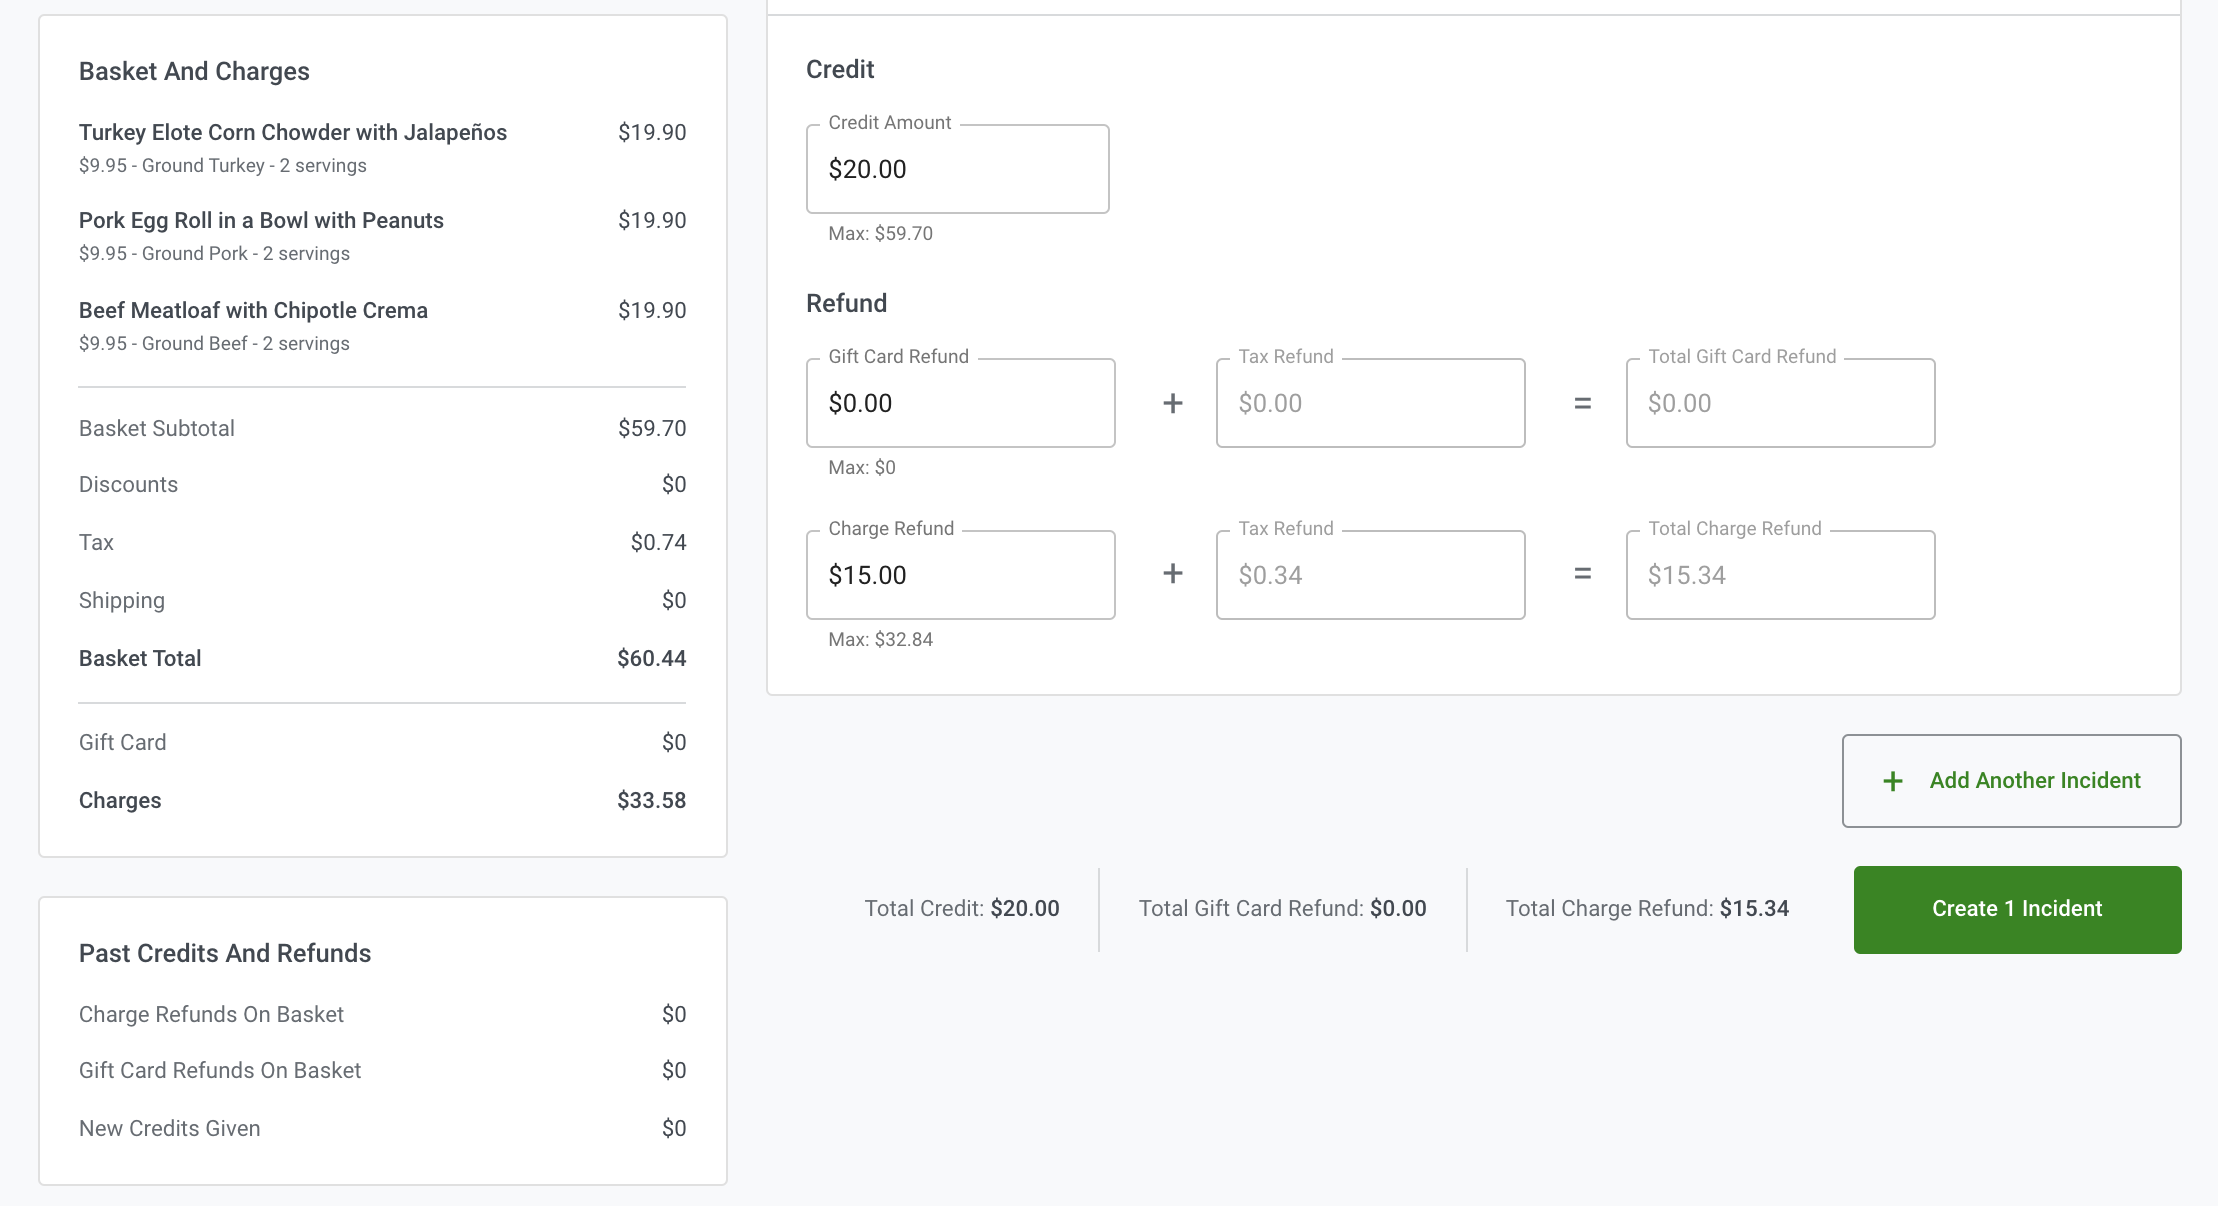 Basket And Charges
Turkey Elote Corn Chowder with Jalapeños $19.90
$9.95 - Ground Turkey - 2 servings
Pork Egg Roll in a Bowl with Peanuts $19.90
$9.95 - Ground Pork - 2 servings
Beef Meatloaf with Chipotle Crema $19.90
$9.95 - Ground Beef - 2 servings
Basket Subtotal $59.70
Discounts $0
Tax $0.74
Shipping $0
Basket Total $60.44
Gift Card $0
Charges $33.58
Past Credits And Refunds
Charge Refunds On Basket $0
Gift Card Refunds On Basket $0
New Credits Given $0
Credit
Credit Amount
$20.00
Max: $59.70
Refund
Gift Card Refund Tax Refund Total Gift Card Refund
$0.00 + $0.00 = $0.00
Max: $0
Charge Refund Tax Refund Total Charge Refund
$15.00 + $0.34 = $15.34
Max: $32.84
+ Add Another Incident
Total Credit: $20.00 Total Gift Card Refund: $0.00 Total Charge Refund: $15.34 Create 1 Incident